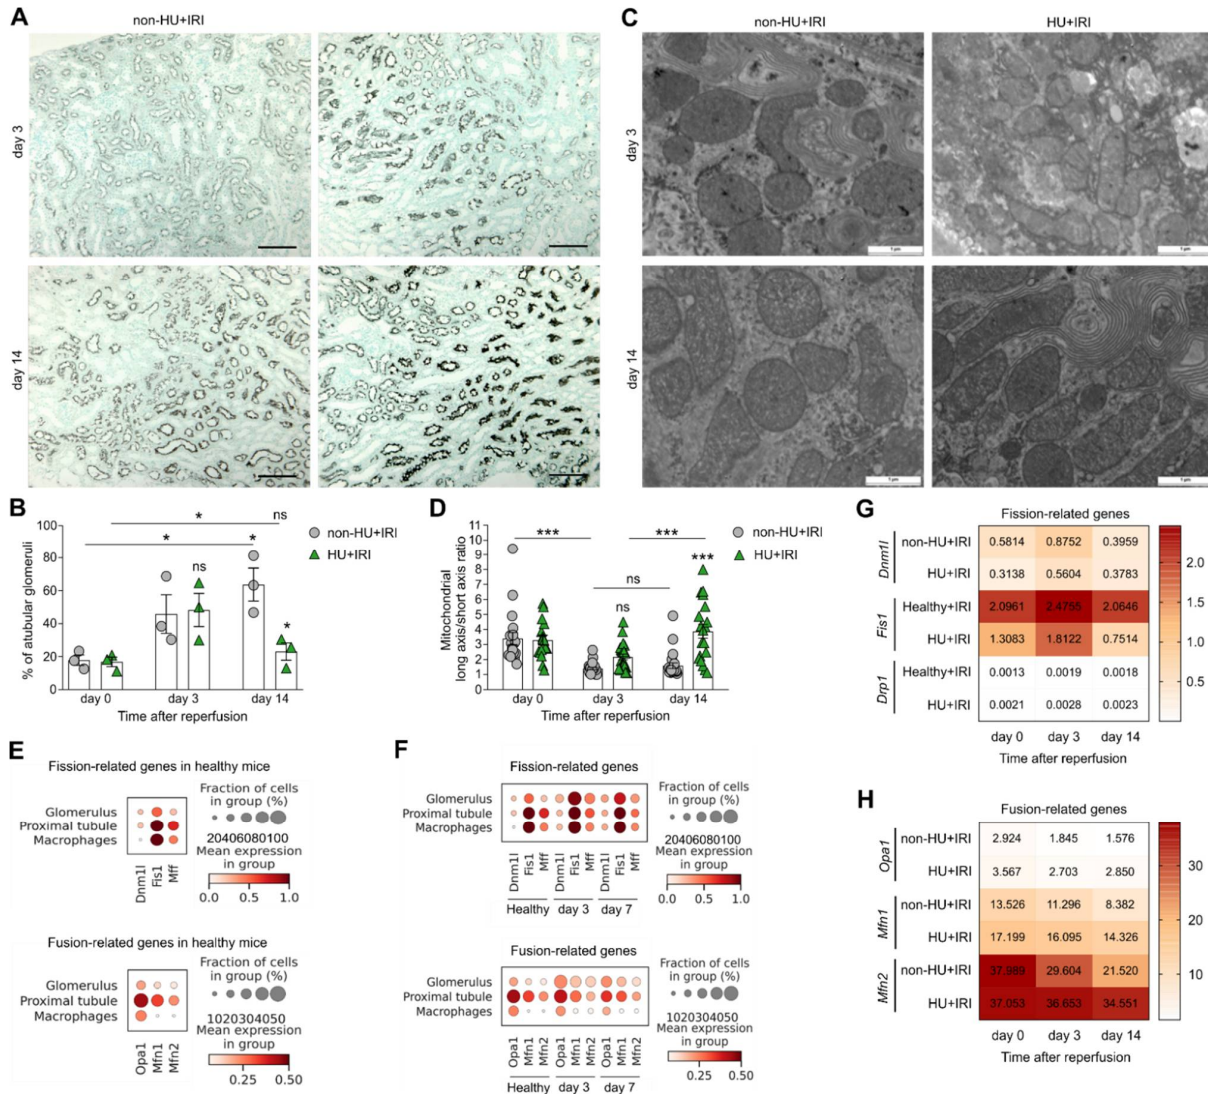 A
non-HU+IRI
day 3
day 14
C
non-HU+IRI
HU+IRI
day 3
1 µm
1 µm
day 14
1 µm
1 µm
B
% of atubular glomeruli
100
80
60
40
20
0
*
ns
*
*
ns
*
non-HU+IRI
HU+IRI
day 0
day 3
day 14
Time after reperfusion
D
Mitochondrial
long axis/short axis ratio
11
10
9
8
7
6
5
4
3
2
1
0
***
***
***
ns
ns
non-HU+IRI
HU+IRI
day 0
day 3
day 14
Time after reperfusion
G
Fission-related genes
Dnm1l
non-HU+IRI 0.5814 0.8752 0.3959
HU+IRI 0.3138 0.5604 0.3783
Fis1
Healthy+IRI 2.0961 2.4755 2.0646
HU+IRI 1.3083 1.8122 0.7514
Drp1
Healthy+IRI 0.0013 0.0019 0.0018
HU+IRI 0.0021 0.0028 0.0023
day 0 day 3 day 14
Time after reperfusion
2.0
1.5
1.0
0.5
E
Fission-related genes in healthy mice
Glomerulus
Proximal tubule
Macrophages
Dnm1l
Fis1
Mff
Fraction of cells
in group (%)
20406080100
Mean expression
in group
0.0 0.5 1.0
Fusion-related genes in healthy mice
Glomerulus
Proximal tubule
Macrophages
Opa1
Mfn1
Mfn2
Fraction of cells
in group (%)
1020304050
Mean expression
in group
0.25 0.50
F
Fission-related genes
Glomerulus
Proximal tubule
Macrophages
Dnm1l
Fis1
Mff
Dnm1l
Fis1
Mff
Dnm1l
Fis1
Mff
Healthy day 3 day 7
Fraction of cells
in group (%)
20406080100
Mean expression
in group
0.0 0.5 1.0
Fusion-related genes
Glomerulus
Proximal tubule
Macrophages
Opa1
Mfn1
Mfn2
Opa1
Mfn1
Mfn2
Opa1
Mfn1
Mfn2
Healthy day 3 day 7
Fraction of cells
in group (%)
1020304050
Mean expression
in group
0.25 0.50
H
Fusion-related genes
Opa1
non-HU+IRI 2.924 1.845 1.576
HU+IRI 3.567 2.703 2.850
Mfn1
non-HU+IRI 13.526 11.296 8.382
HU+IRI 17.199 16.095 14.326
Mfn2
non-HU+IRI 37.989 29.604 21.520
HU+IRI 37.053 36.653 34.551
day 0 day 3 day 14
Time after reperfusion
30
20
10